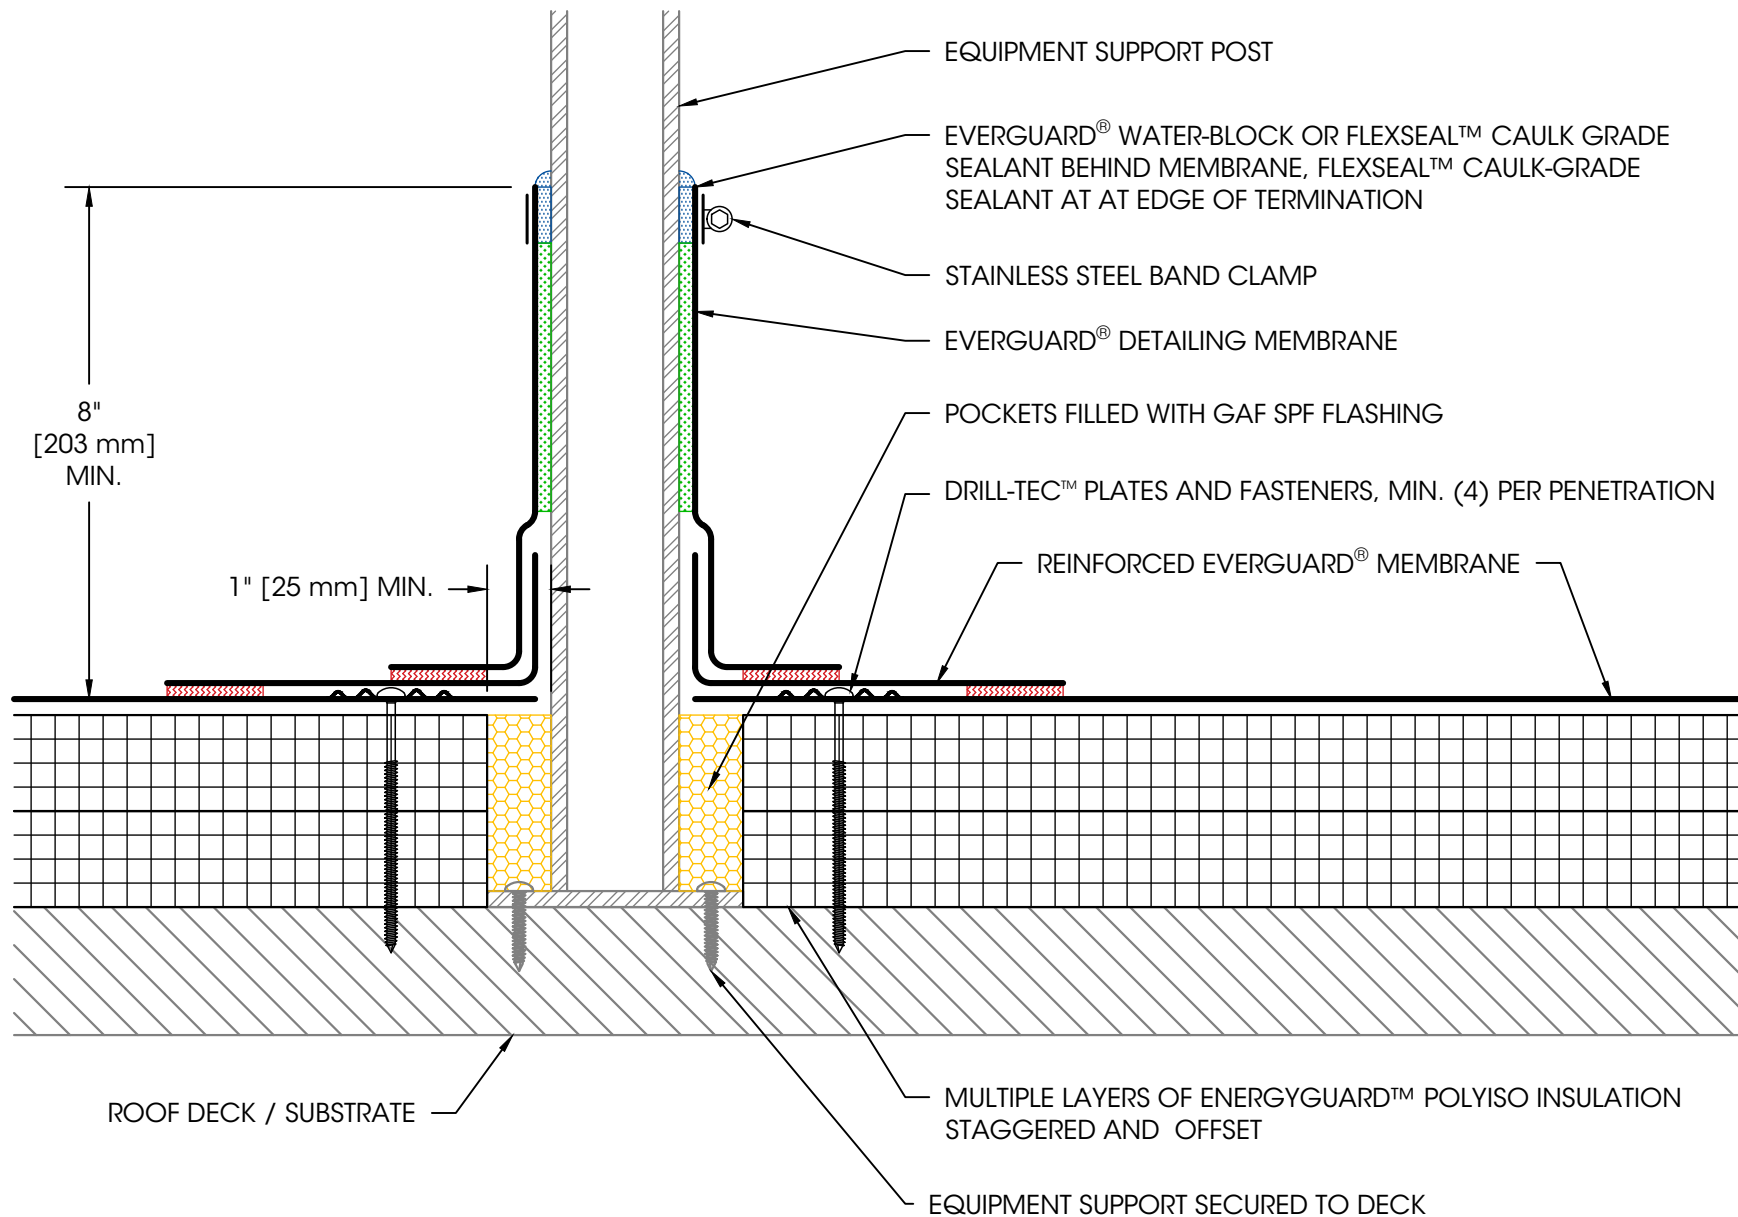 EQUIPMENT SUPPORT POST
EVERGUARD® WATER-BLOCK OR FLEXSEAL™ CAULK GRADE
SEALANT BEHIND MEMBRANE, FLEXSEAL™ CAULK-GRADE
SEALANT AT AT EDGE OF TERMINATION
STAINLESS STEEL BAND CLAMP
EVERGUARD® DETAILING MEMBRANE
8"
[203 mm]
MIN.
POCKETS FILLED WITH GAF SPF FLASHING
DRILL-TEC™ PLATES AND FASTENERS, MIN. (4) PER PENETRATION
REINFORCED EVERGUARD® MEMBRANE
1" [25 mm] MIN.
ROOF DECK / SUBSTRATE
MULTIPLE LAYERS OF ENERGYGUARD™ POLYISO INSULATION
STAGGERED AND OFFSET
EQUIPMENT SUPPORT SECURED TO DECK